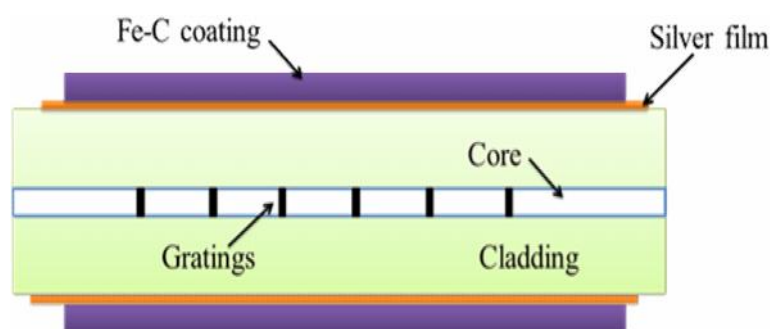 Fe-C coating
Silver film
Core
Gratings
Cladding